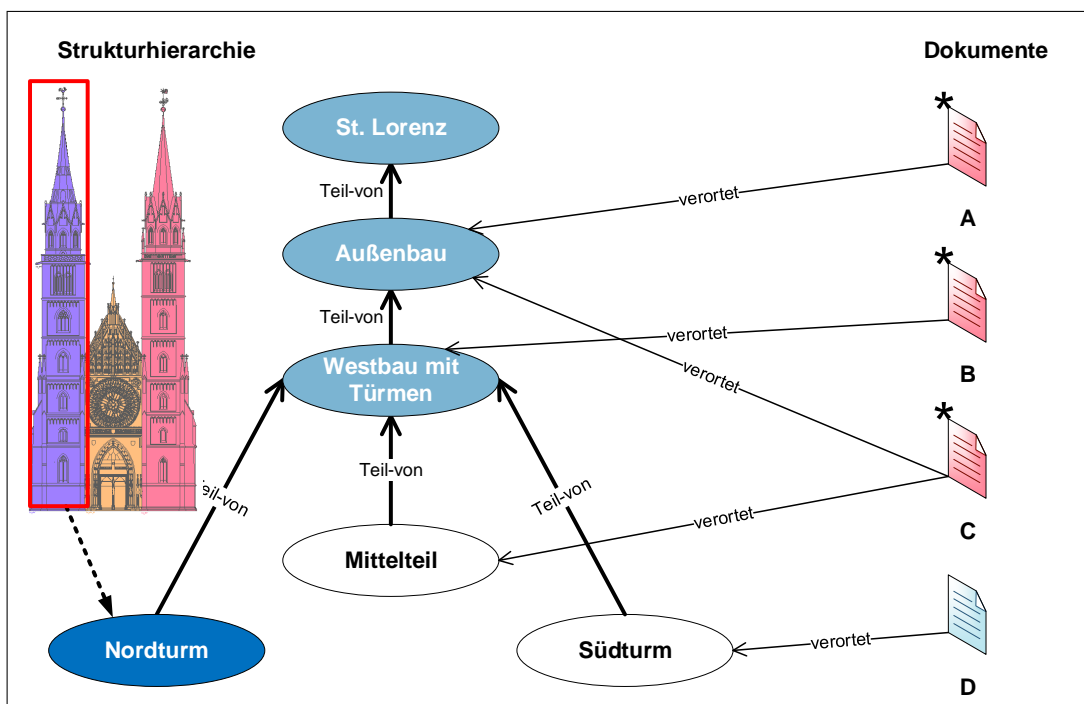 Strukturhierarchie
Dokumente
*
St. Lorenz
Teil-von
verortet
A
Außenbau
*
Teil-von
verortet
Westbau mit
Türmen
verortet
B
*
Teil-von
Teil-von
Teil-von
verortet
C
Mittelteil
Nordturm
Südturm
verortet
D